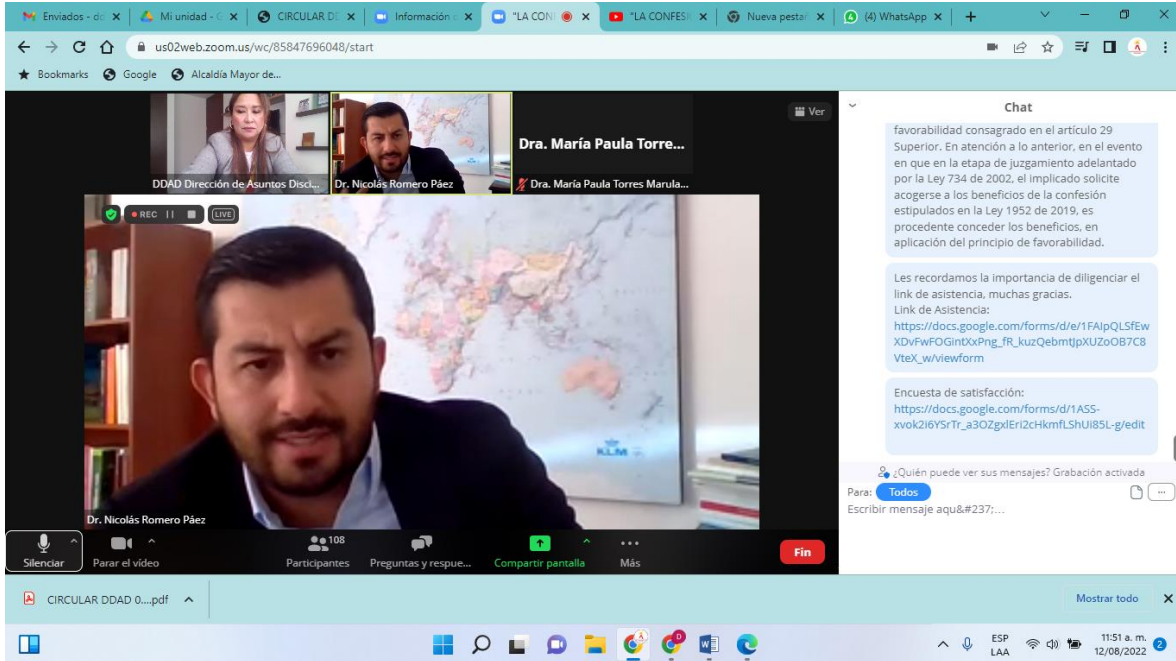 Enviados - do
Mi unidad - G
CIRCULAR DE
Información d
"LA CON
"LA CONFESIÓ
Nueva pestañ
(4) WhatsApp
us02web.zoom.us/wc/85847696048/start
Bookmarks
Google
Alcaldía Mayor de...
Ver
Dra. María Paula Torre...
DDAD Dirección de Asuntos Disci...
Dr. Nicolás Romero Páez
Dra. María Paula Torres Marula...
REC
LIVE
KLM
Dr. Nicolás Romero Páez
Silenciar
Parar el vídeo
108
Participantes
Preguntas y respue...
Compartir pantalla
Más
Fin
Chat
favorabilidad consagrado en el artículo 29
Superior. En atención a lo anterior, en el evento
en que en la etapa de juzgamiento adelantado
por la Ley 734 de 2002, el implicado solicite
acogerse a los beneficios de la confesión
estipulados en la Ley 1952 de 2019, es
procedente conceder los beneficios, en
aplicación del principio de favorabilidad.
Les recordamos la importancia de diligenciar el
link de asistencia, muchas gracias.
Link de Asistencia:
https://docs.google.com/forms/d/e/1FAIpQLSfEw
XDvFwFOGintXxPng_fR_kuzQebmtJpXUZoOB7C8
VteX_w/viewform
Encuesta de satisfacción:
https://docs.google.com/forms/d/1ASS-
xvok2i6YSrTr_a3OZgxlEri2cHkmfLShUi85L-g/edit
¿Quién puede ver sus mensajes? Grabación activada
Para: Todos
Escribir mensaje aqu&#237;...
CIRCULAR DDAD 0....pdf
Mostrar todo
ESP
LAA
11:51 a. m.
12/08/2022
2